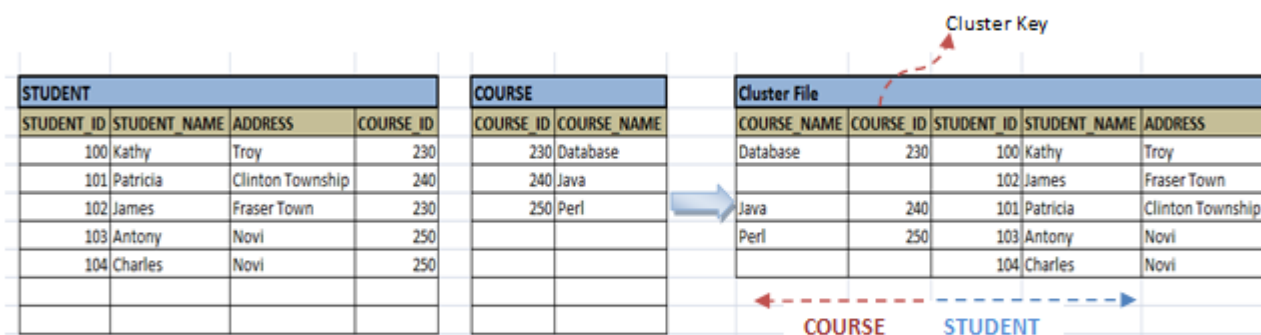 Cluster Key
STUDENT
STUDENT_ID STUDENT_NAME ADDRESS COURSE_ID
100 Kathy Troy 230
101 Patricia Clinton Township 240
102 James Fraser Town 230
103 Antony Novi 250
104 Charles Novi 250
COURSE
COURSE_ID COURSE_NAME
230 Database
240 Java
250 Perl
Cluster File
COURSE_NAME COURSE_ID STUDENT_ID STUDENT_NAME ADDRESS
Database 230 100 Kathy Troy
102 James Fraser Town
Java 240 101 Patricia Clinton Township
Perl 250 103 Antony Novi
104 Charles Novi
COURSE STUDENT